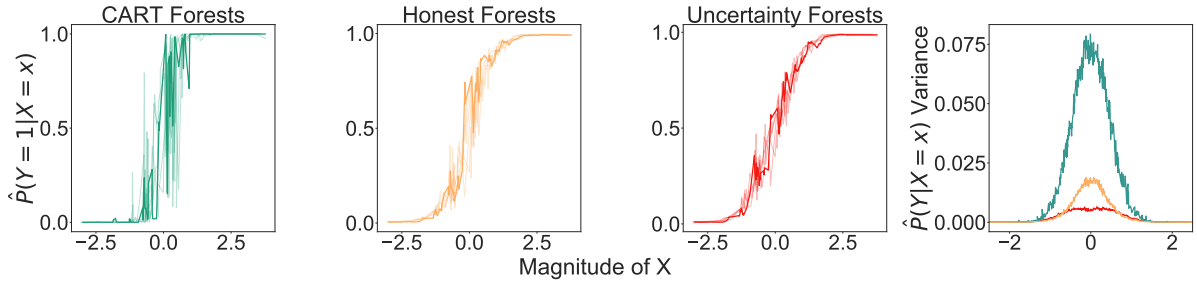 CART Forests
Honest Forests
Uncertainty Forests
P̂(Y = 1|X = x)
1.0
0.5
0.0
−2.5 0.0 2.5
1.0
0.5
0.0
−2.5 0.0 2.5
1.0
0.5
0.0
−2.5 0.0 2.5
P̂(Y|X = x) Variance
0.075
0.050
0.025
0.000
−2 0 2
Magnitude of X